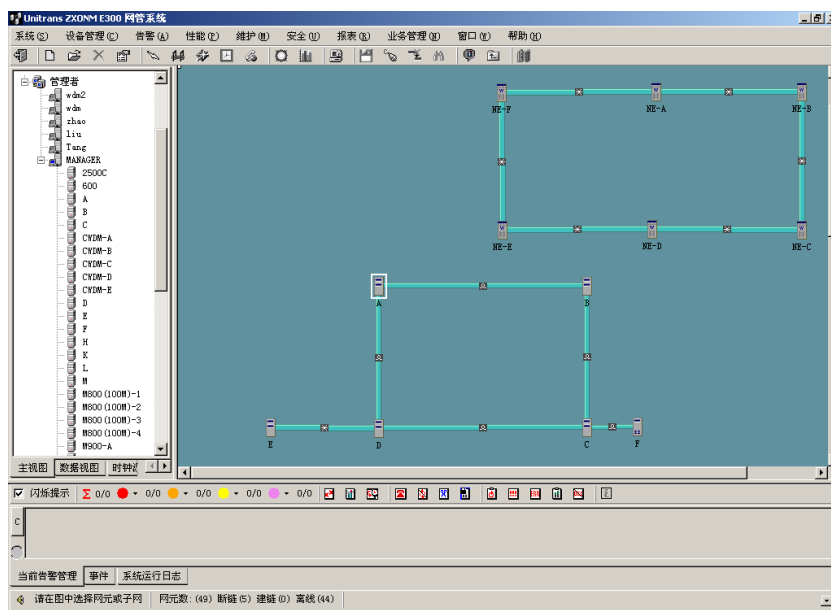 Unitrans ZXONM E300 网管系统
系统(S) 设备管理(C) 告警(A) 性能(P) 维护(M) 安全(U) 报表(R) 业务管理(N) 窗口(W) 帮助(H)
管理者
wdm2
wdm
zhao
liu
Tang
MANAGER
2500C
600
A
B
C
CWDM-A
CWDM-B
CWDM-C
CWDM-D
CWDM-E
D
E
F
H
K
L
M
M800(100M)-1
M800(100M)-2
M800(100M)-3
M800(100M)-4
M900-A
主视图 数据视图
NE-F NE-A NE-B
NE-E NE-D NE-C
A B
E D C F
闪烁提示 Σ 0/0 0/0 0/0 0/0 0/0
C
当前告警管理 事件 系统运行日志
请在图中选择网元或子网 网元数:(49) 断链(5) 建链(0) 离线(44)